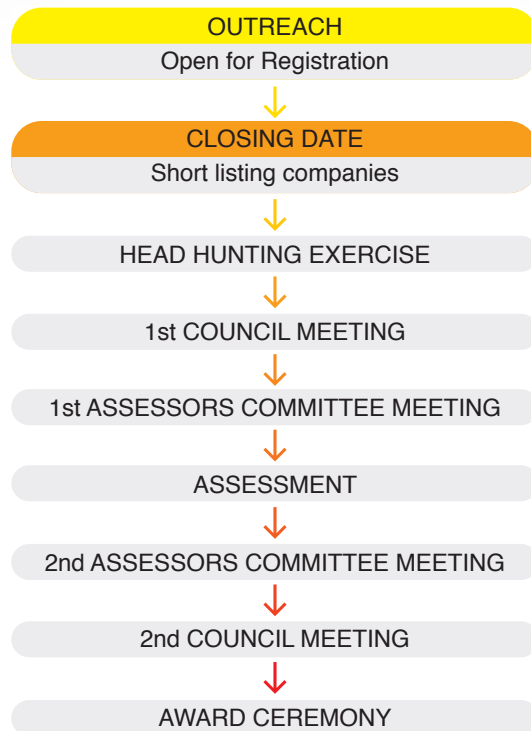 OUTREACH
Open for Registration
CLOSING DATE
Short listing companies
HEAD HUNTING EXERCISE
1st COUNCIL MEETING
1st ASSESSORS COMMITTEE MEETING
ASSESSMENT
2nd ASSESSORS COMMITTEE MEETING
2nd COUNCIL MEETING
AWARD CEREMONY